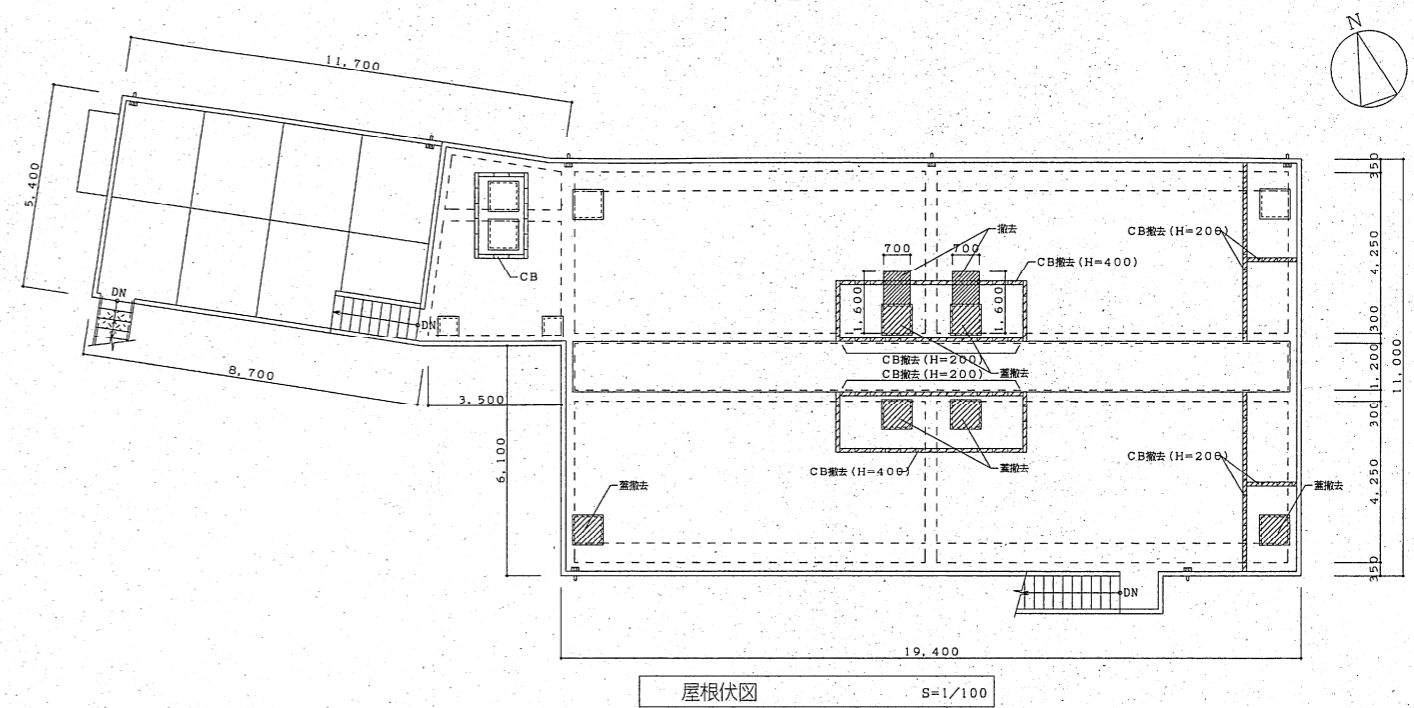 N
11,700
5,400
350
撤去
700
700
CB撤去(H=200)
CB撤去(H=400)
4,250
CB
DN
1,600
1,600
DN
300
CB撤去(H=200)
蓋撤去
CB撤去(H=200)
1,200
11,000
8,700
3,500
300
6,100
CB撤去(H=400)
蓋撤去
CB撤去(H=200)
4,250
蓋撤去
蓋撤去
350
DN
19,400
屋根伏図 S=1/100